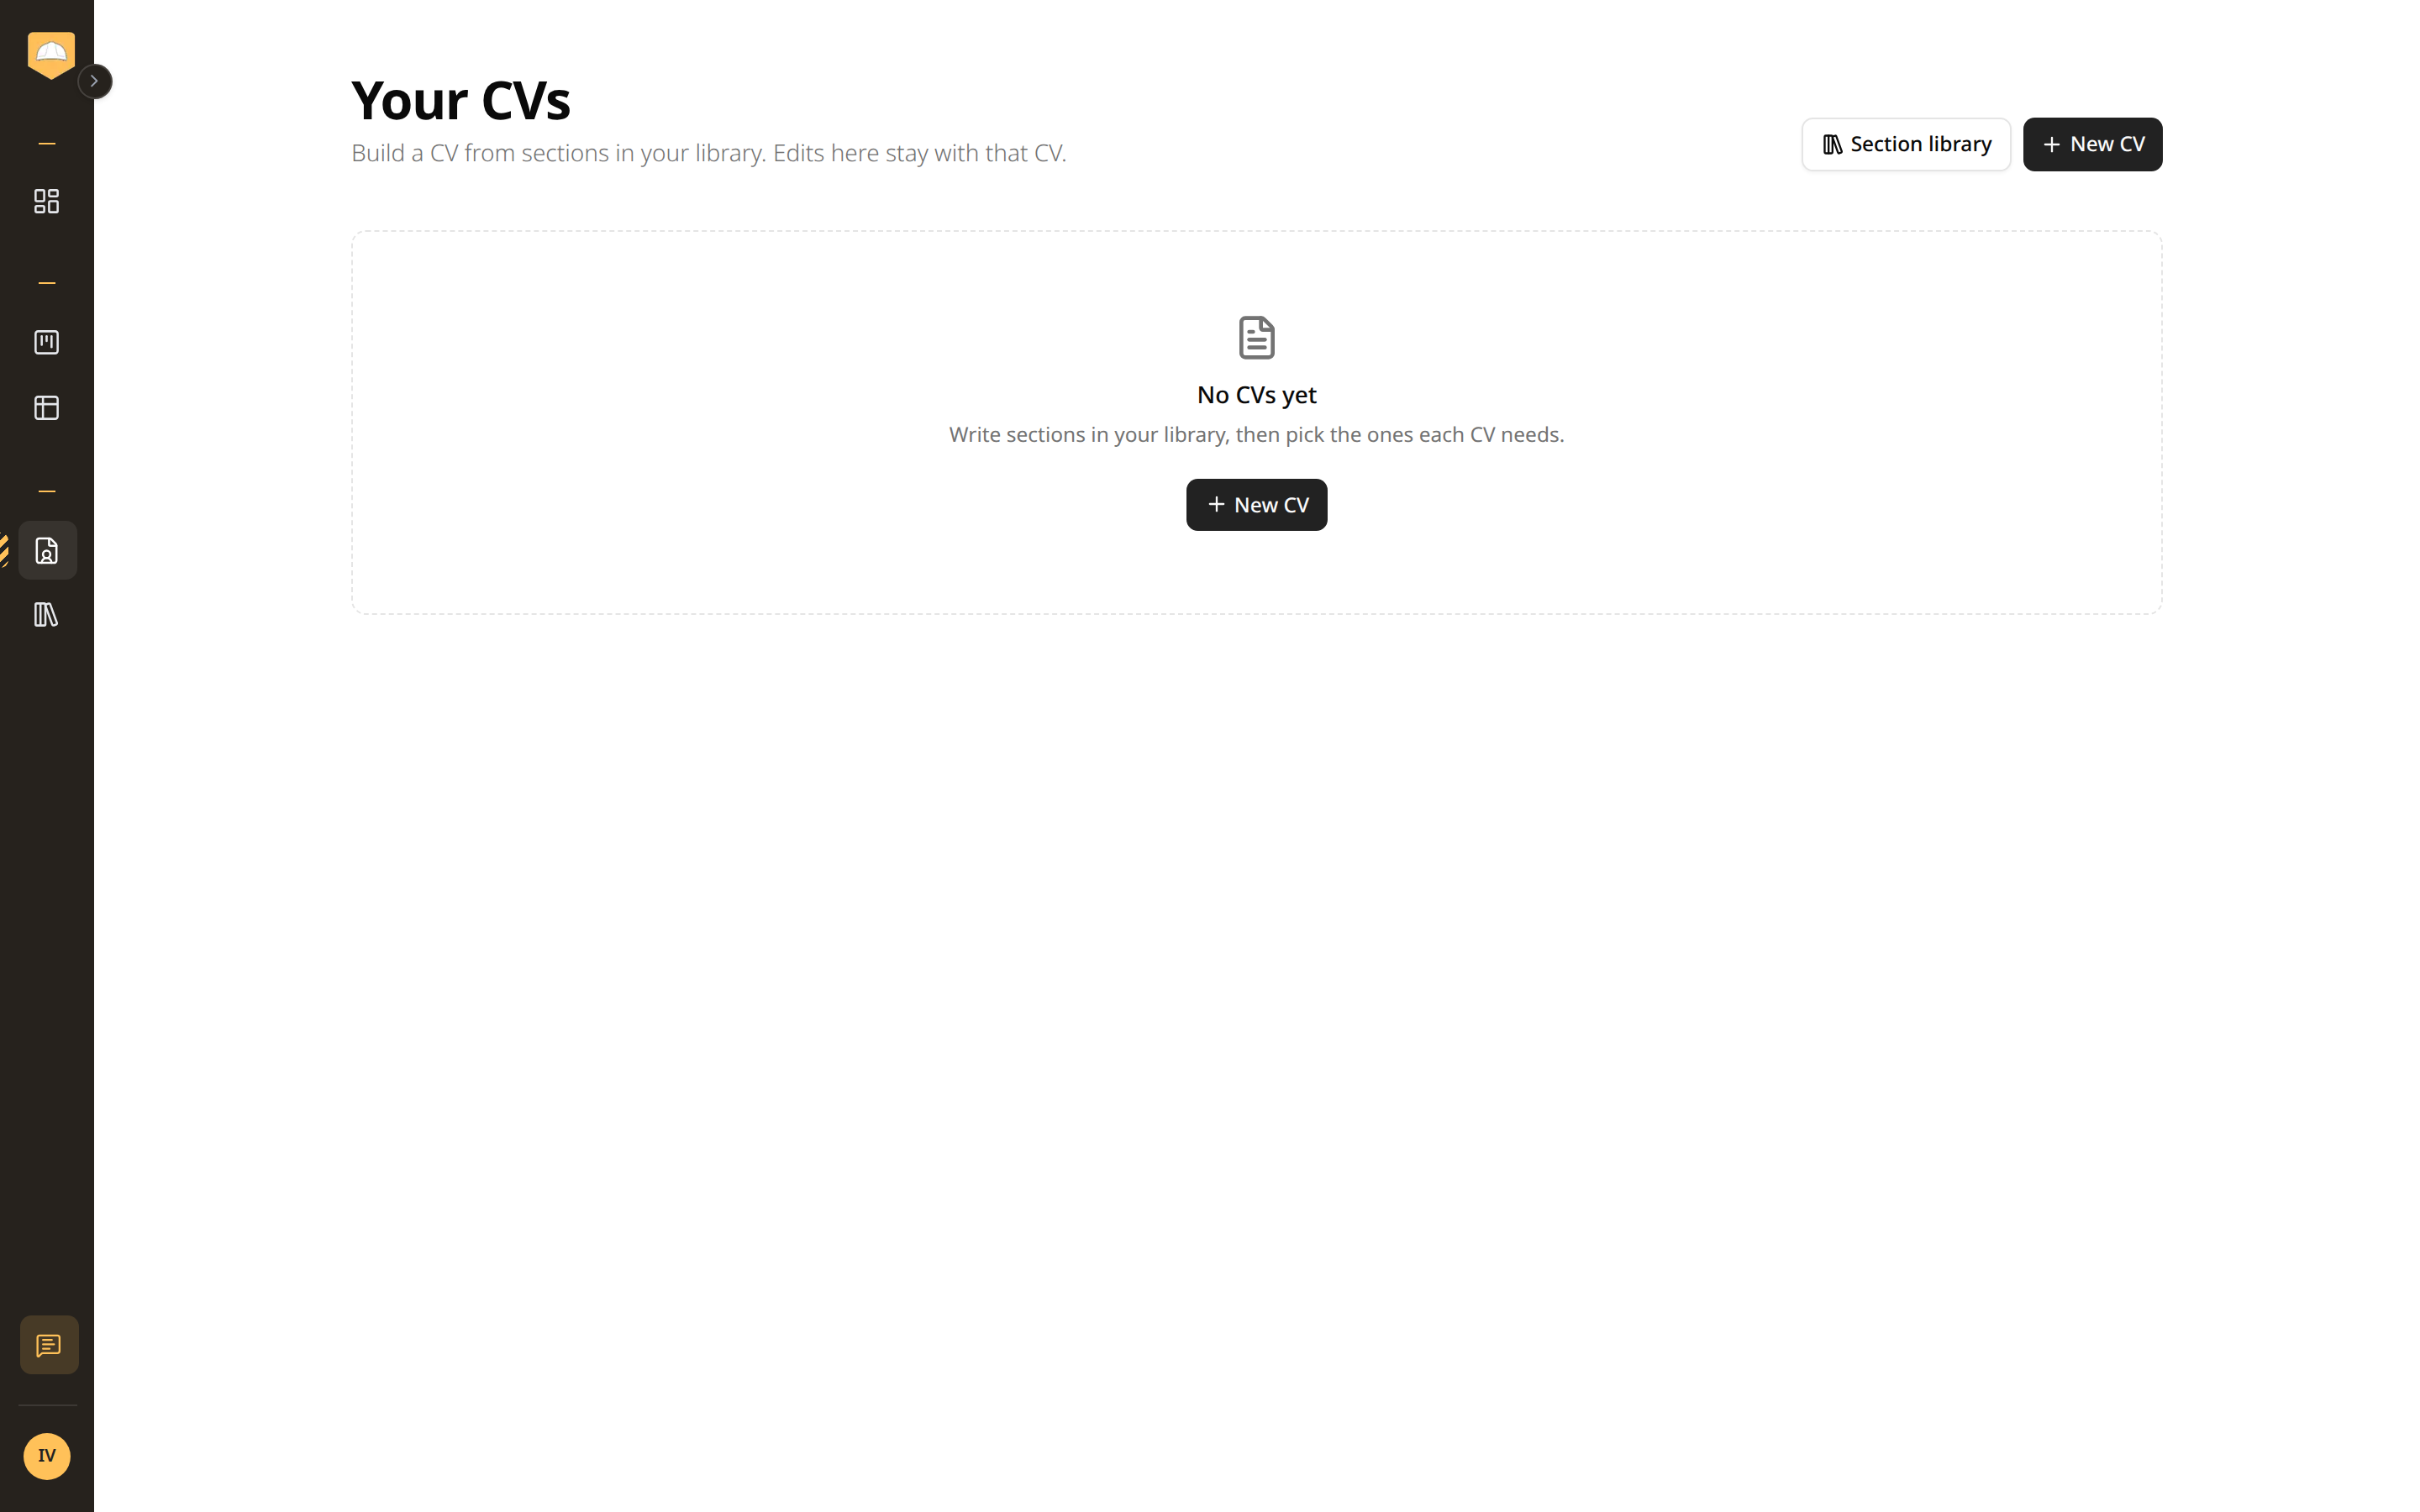 Your CVs
Build a CV from sections in your library. Edits here stay with that CV.
Section library
New CV
No CVs yet
Write sections in your library, then pick the ones each CV needs.
New CV
IV